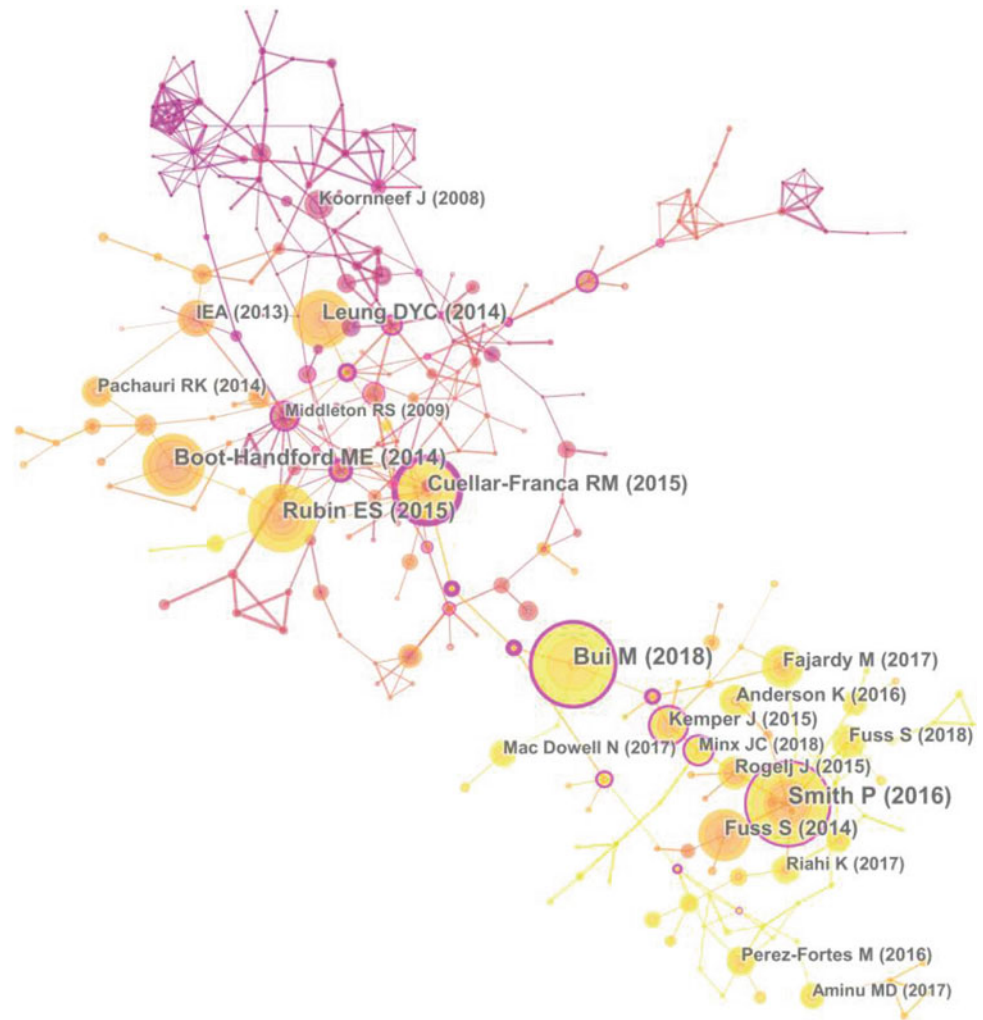 Koornneef J (2008)
IEA (2013)
Leung DYC (2014)
Pachauri RK (2014)
Middleton RS (2009)
Boot-Handford ME (2014)
Cuellar-Franca RM (2015)
Rubin ES (2015)
Bui M (2018)
Fajardy M (2017)
Anderson K (2016)
Kemper J (2015)
Fuss S (2018)
Mac Dowell N (2017)
Minx JC (2018)
Rogelj J (2015)
Smith P (2016)
Fuss S (2014)
Riahi K (2017)
Perez-Fortes M (2016)
Aminu MD (2017)